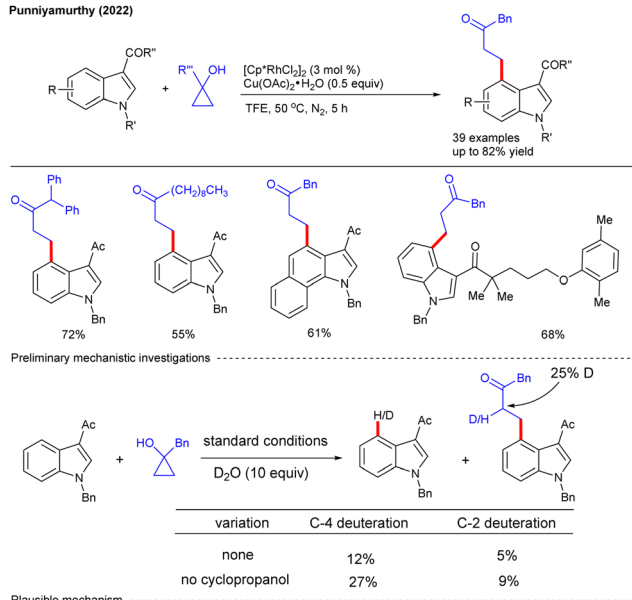 Punniyamurthy (2022)
O
Bn
COR"
R
N
R'
+
R'''
OH
[Cp*RhCl2]2 (3 mol %)
Cu(OAc)2•H2O (0.5 equiv)
TFE, 50 °C, N2, 5 h
COR"
R
N
R'
39 examples
up to 82% yield
Ph
O
Ph
Ac
N
Bn
72%
O
(CH2)8CH3
Ac
N
Bn
55%
O
Bn
Ac
N
Bn
61%
O
Bn
O
Me
Me
O
Me
Me
N
Bn
68%
Preliminary mechanistic investigations
Ac
N
Bn
+
HO
Bn
standard conditions
D2O (10 equiv)
H/D
Ac
N
Bn
+
O
Bn
25% D
D/H
Ac
N
Bn
variation C-4 deuteration C-2 deuteration
none 12% 5%
no cyclopropanol 27% 9%
Plausible mechanism